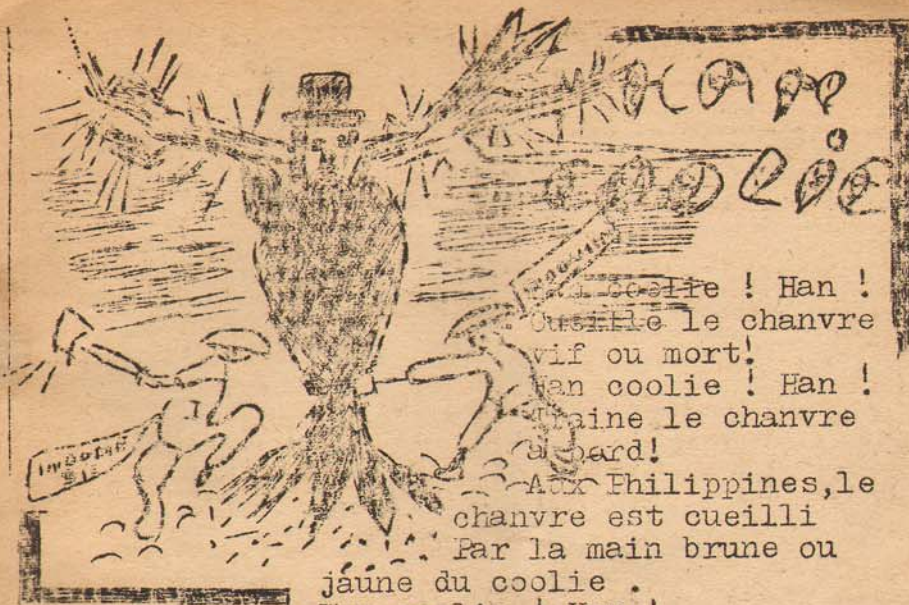 HAN
COOLIE
Han coolie ! Han !
Cueille le chanvre
vif ou mort!
Han coolie ! Han !
Traine le chanvre
à bord!
Aux Philippines,le
chanvre est cueilli
Par la main brune ou
jaune du coolie .